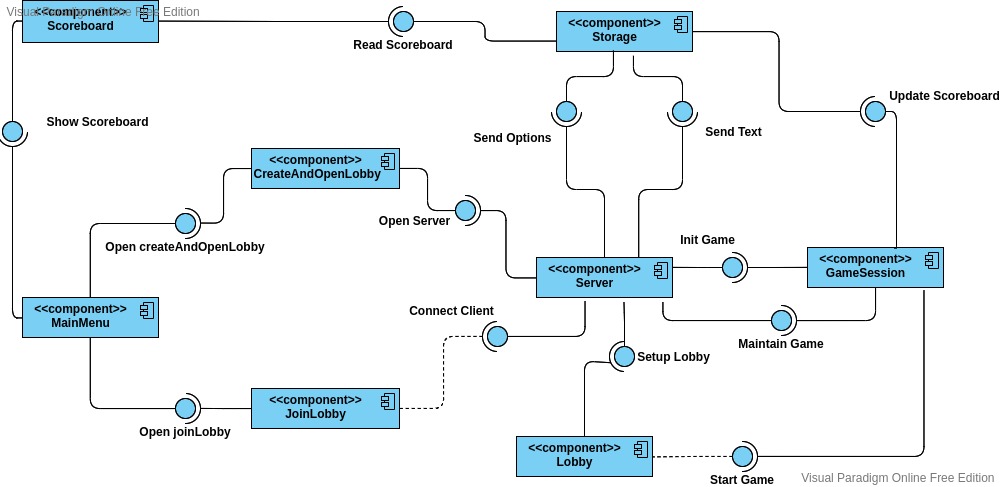 Visual Paradigm Online Free Edition
<<component>>
Scoreboard
<<component>>
Storage
Read Scoreboard
Update Scoreboard
Show Scoreboard
Send Options
Send Text
<<component>>
CreateAndOpenLobby
Open Server
Open createAndOpenLobby
Init Game
<<component>>
Server
<<component>>
GameSession
<<component>>
MainMenu
Connect Client
Maintain Game
Setup Lobby
<<component>>
JoinLobby
Open joinLobby
<<component>>
Lobby
Start Game
Visual Paradigm Online Free Edition